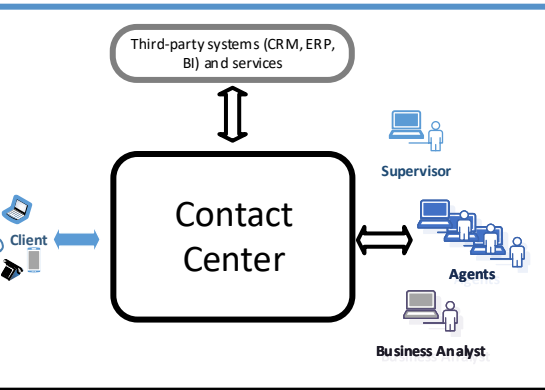 Third-party systems (CRM, ERP,
BI) and services
Supervisor
Contact
Center
Client
Agents
Business Analyst